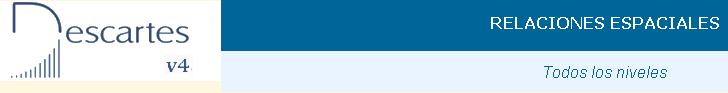 Descartes
v4
RELACIONES ESPACIALES
Todos los niveles